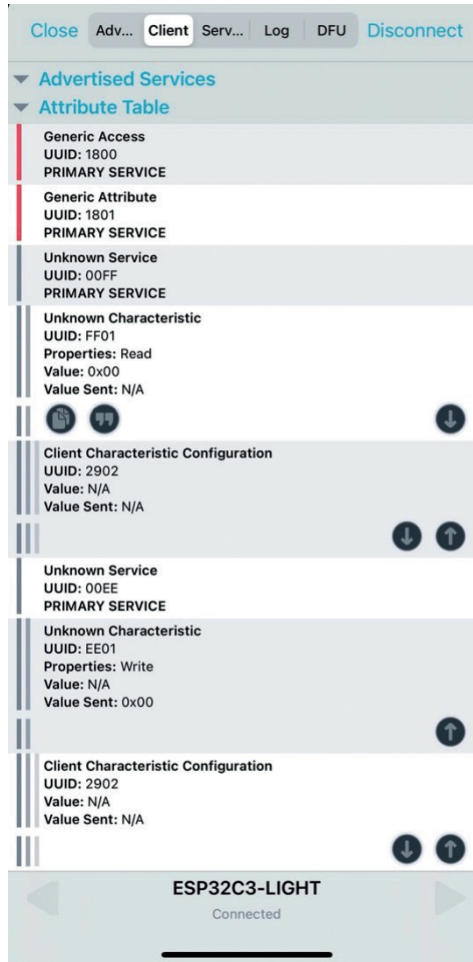 Close Adv... Client Serv... Log DFU Disconnect
Advertised Services
Attribute Table
Generic Access
UUID: 1800
PRIMARY SERVICE
Generic Attribute
UUID: 1801
PRIMARY SERVICE
Unknown Service
UUID: 00FF
PRIMARY SERVICE
Unknown Characteristic
UUID: FF01
Properties: Read
Value: 0x00
Value Sent: N/A
Client Characteristic Configuration
UUID: 2902
Value: N/A
Value Sent: N/A
Unknown Service
UUID: 00EE
PRIMARY SERVICE
Unknown Characteristic
UUID: EE01
Properties: Write
Value: N/A
Value Sent: 0x00
Client Characteristic Configuration
UUID: 2902
Value: N/A
Value Sent: N/A
ESP32C3-LIGHT
Connected